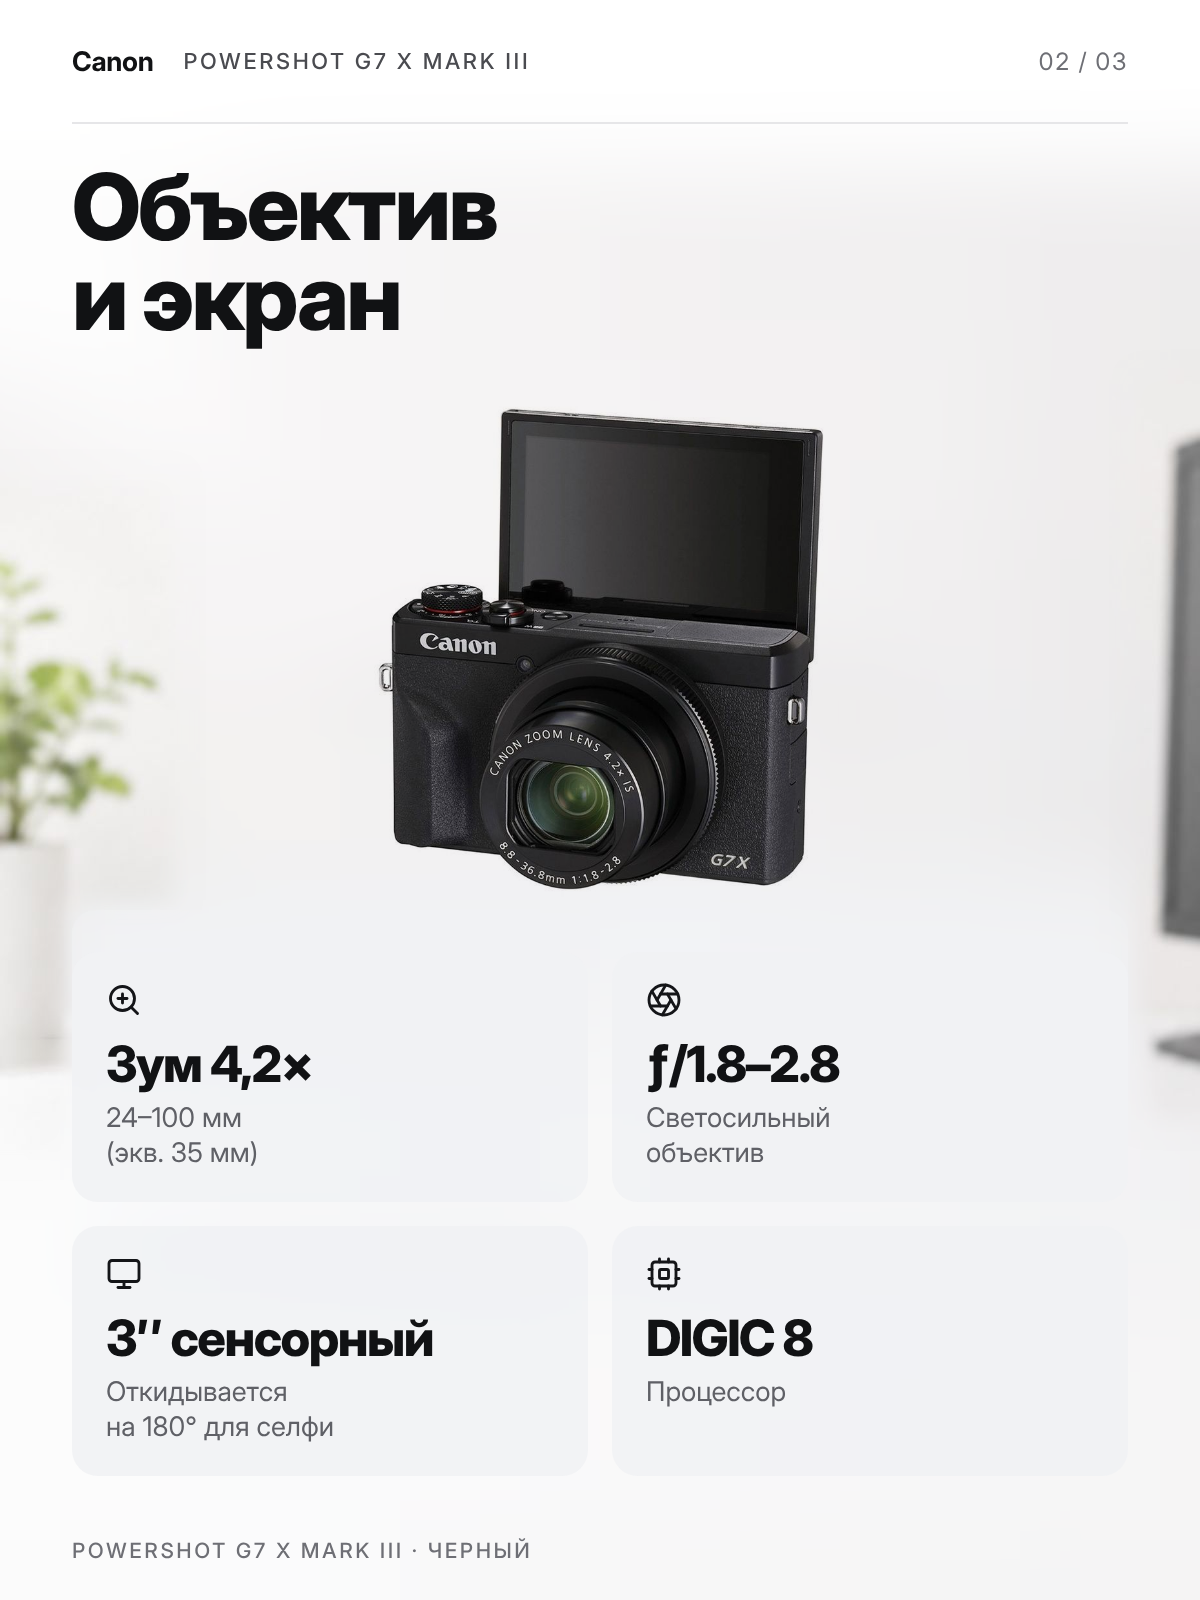 Canon POWERSHOT G7 X MARK III 02 / 03
Объектив
и экран
Canon
CANON ZOOM LENS 4.2x IS
8.8-36.8mm 1:1.8-2.8
G7X
Зум 4,2×
24–100 мм
(экв. 35 мм)
ƒ/1.8–2.8
Светосильный
объектив
3″ сенсорный
Откидывается
на 180° для селфи
DIGIC 8
Процессор
POWERSHOT G7 X MARK III · ЧЕРНЫЙ